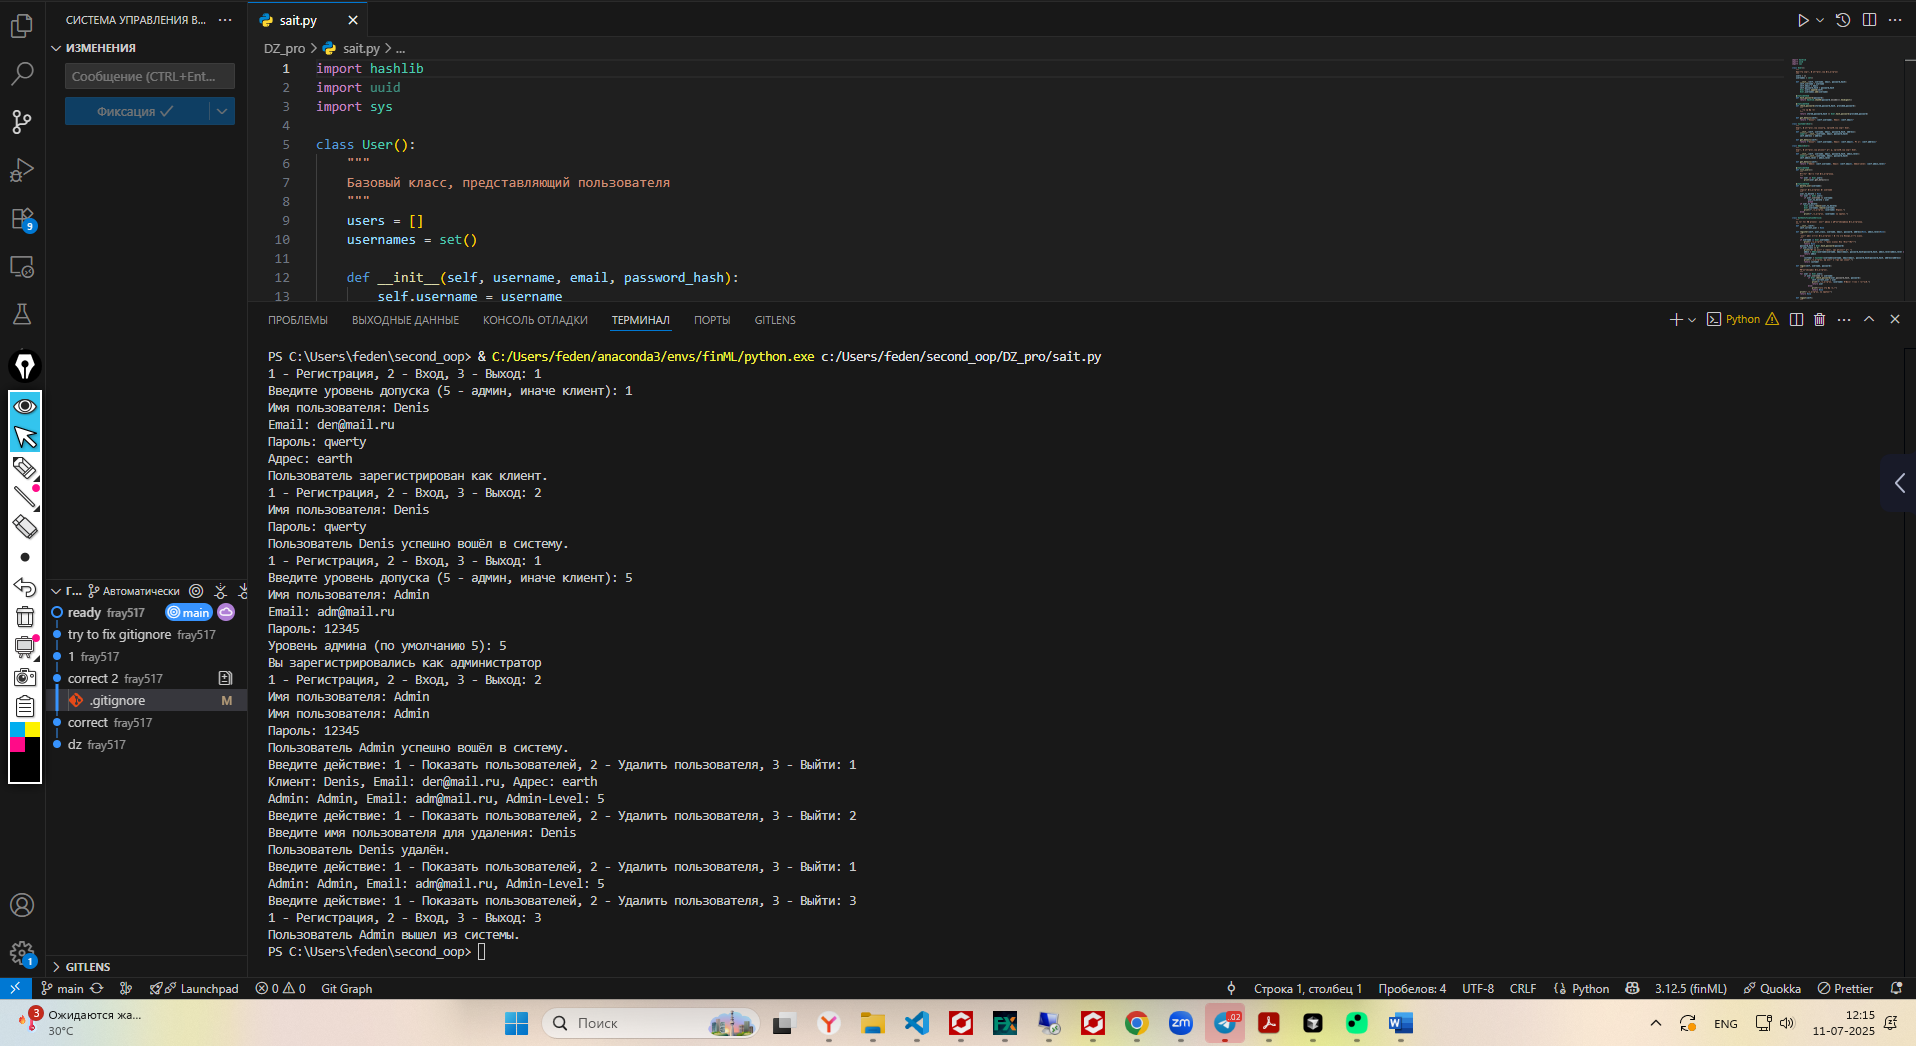 СИСТЕМА УПРАВЛЕНИЯ В...
ИЗМЕНЕНИЯ
Сообщение (CTRL+Ent...
Фиксация
9
sait.py
DZ_pro > sait.py > ...
1 import hashlib
2 import uuid
3 import sys
4
5 class User():
6 """
7 Базовый класс, представляющий пользователя
8 """
9 users = []
10 usernames = set()
11
12 def __init__(self, username, email, password_hash):
13 self.username = username
ПРОБЛЕМЫ ВЫХОДНЫЕ ДАННЫЕ КОНСОЛЬ ОТЛАДКИ ТЕРМИНАЛ ПОРТЫ GITLENS
Python
PS C:\Users\feden\second_oop> & C:/Users/feden/anaconda3/envs/finML/python.exe c:/Users/feden/second_oop/DZ_pro/sait.py
1 - Регистрация, 2 - Вход, 3 - Выход: 1
Введите уровень допуска (5 - админ, иначе клиент): 1
Имя пользователя: Denis
Email: den@mail.ru
Пароль: qwerty
Адрес: earth
Пользователь зарегистрирован как клиент.
1 - Регистрация, 2 - Вход, 3 - Выход: 2
Имя пользователя: Denis
Пароль: qwerty
Пользователь Denis успешно вошёл в систему.
1 - Регистрация, 2 - Вход, 3 - Выход: 1
Введите уровень допуска (5 - админ, иначе клиент): 5
Имя пользователя: Admin
Email: adm@mail.ru
Пароль: 12345
Уровень админа (по умолчанию 5): 5
Вы зарегистрировались как администратор
1 - Регистрация, 2 - Вход, 3 - Выход: 2
Имя пользователя: Admin
Имя пользователя: Admin
Пароль: 12345
Пользователь Admin успешно вошёл в систему.
Введите действие: 1 - Показать пользователей, 2 - Удалить пользователя, 3 - Выйти: 1
Клиент: Denis, Email: den@mail.ru, Адрес: earth
Admin: Admin, Email: adm@mail.ru, Admin-Level: 5
Введите действие: 1 - Показать пользователей, 2 - Удалить пользователя, 3 - Выйти: 2
Введите имя пользователя для удаления: Denis
Пользователь Denis удалён.
Введите действие: 1 - Показать пользователей, 2 - Удалить пользователя, 3 - Выйти: 1
Admin: Admin, Email: adm@mail.ru, Admin-Level: 5
Введите действие: 1 - Показать пользователей, 2 - Удалить пользователя, 3 - Выйти: 3
1 - Регистрация, 2 - Вход, 3 - Выход: 3
Пользователь Admin вышел из системы.
PS C:\Users\feden\second_oop>
Г... Автоматически
ready fray517 main
try to fix gitignore fray517
1 fray517
correct 2 fray517
.gitignore M
correct fray517
dz fray517
GITLENS
1
main Launchpad 0 0 Git Graph
Строка 1, столбец 1 Пробелов: 4 UTF-8 CRLF Python 3.12.5 (finML) Quokka Prettier
3 Ожидаются жа...
30°C
Поиск
zm
02
ENG
12:15
11-07-2025